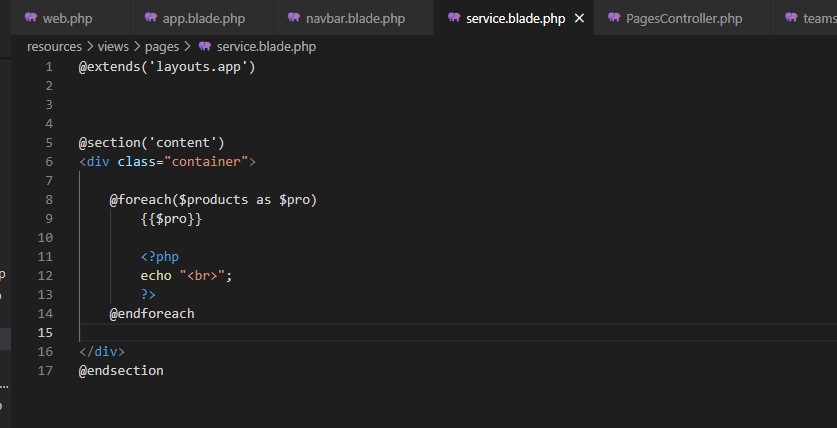 web.php app.blade.php navbar.blade.php service.blade.php × PagesController.php teams
resources > views > pages > service.blade.php
1 @extends('layouts.app')
2
3
4
5 @section('content')
6 <div class="container">
7
8 @foreach($products as $pro)
9 {{$pro}}
10
11 <?php
12 echo "<br>";
13 ?>
14 @endforeach
15
16 </div>
17 @endsection